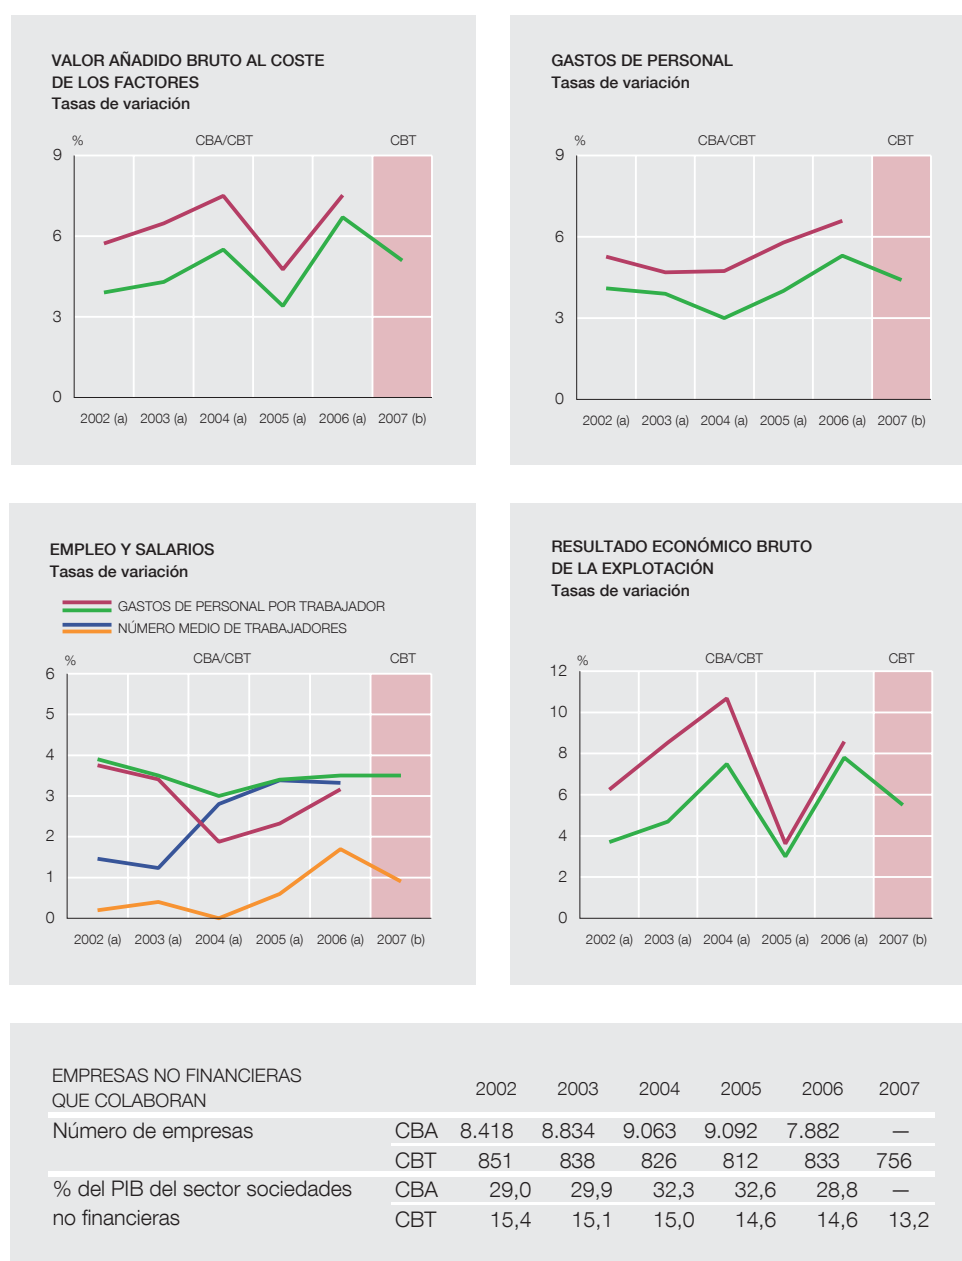 VALOR AÑADIDO BRUTO AL COSTE
DE LOS FACTORES
Tasas de variación
% CBA/CBT CBT
9
6
3
0
2002 (a) 2003 (a) 2004 (a) 2005 (a) 2006 (a) 2007 (b)
GASTOS DE PERSONAL
Tasas de variación
% CBA/CBT CBT
9
6
3
0
2002 (a) 2003 (a) 2004 (a) 2005 (a) 2006 (a) 2007 (b)
EMPLEO Y SALARIOS
Tasas de variación
GASTOS DE PERSONAL POR TRABAJADOR
NÚMERO MEDIO DE TRABAJADORES
% CBA/CBT CBT
6
5
4
3
2
1
0
2002 (a) 2003 (a) 2004 (a) 2005 (a) 2006 (a) 2007 (b)
RESULTADO ECONÓMICO BRUTO
DE LA EXPLOTACIÓN
Tasas de variación
% CBA/CBT CBT
12
10
8
6
4
2
0
2002 (a) 2003 (a) 2004 (a) 2005 (a) 2006 (a) 2007 (b)
EMPRESAS NO FINANCIERAS
QUE COLABORAN 2002 2003 2004 2005 2006 2007
Número de empresas CBA 8.418 8.834 9.063 9.092 7.882 —
CBT 851 838 826 812 833 756
% del PIB del sector sociedades CBA 29,0 29,9 32,3 32,6 28,8 —
no financieras CBT 15,4 15,1 15,0 14,6 14,6 13,2